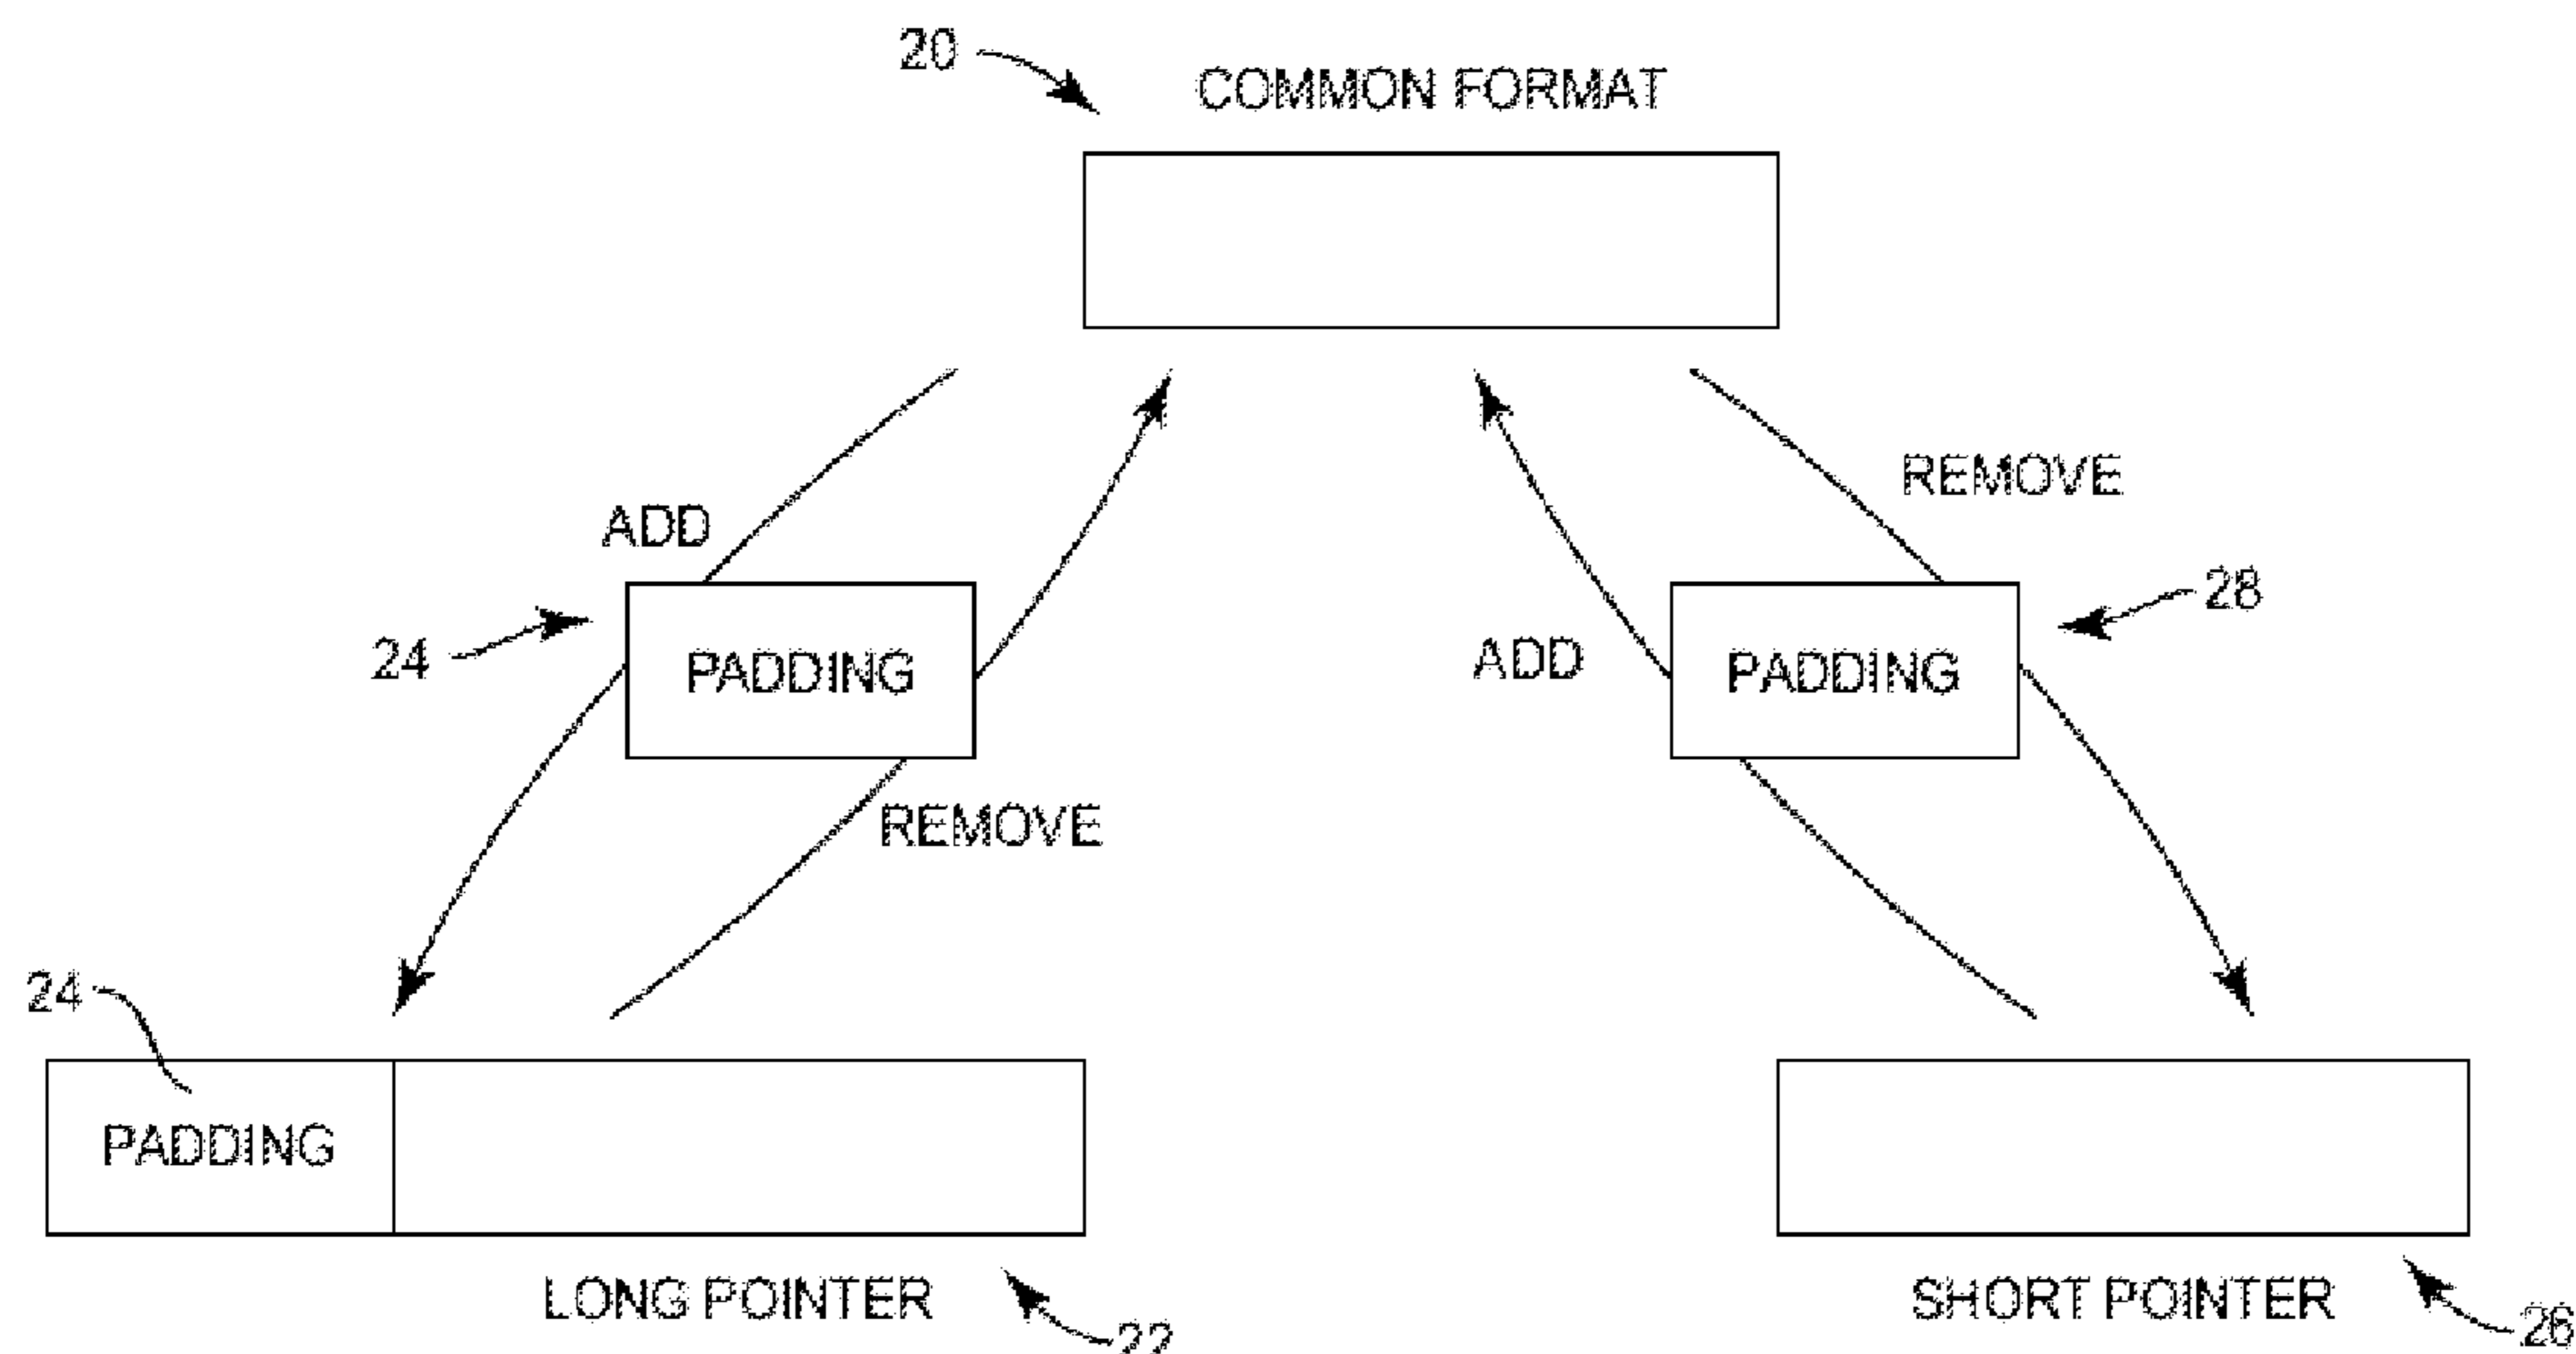 20
COMMON FORMAT
REMOVE
ADD
28
24
PADDING
ADD
PADDING
REMOVE
24
PADDING
LONG POINTER
22
SHORT POINTER
26